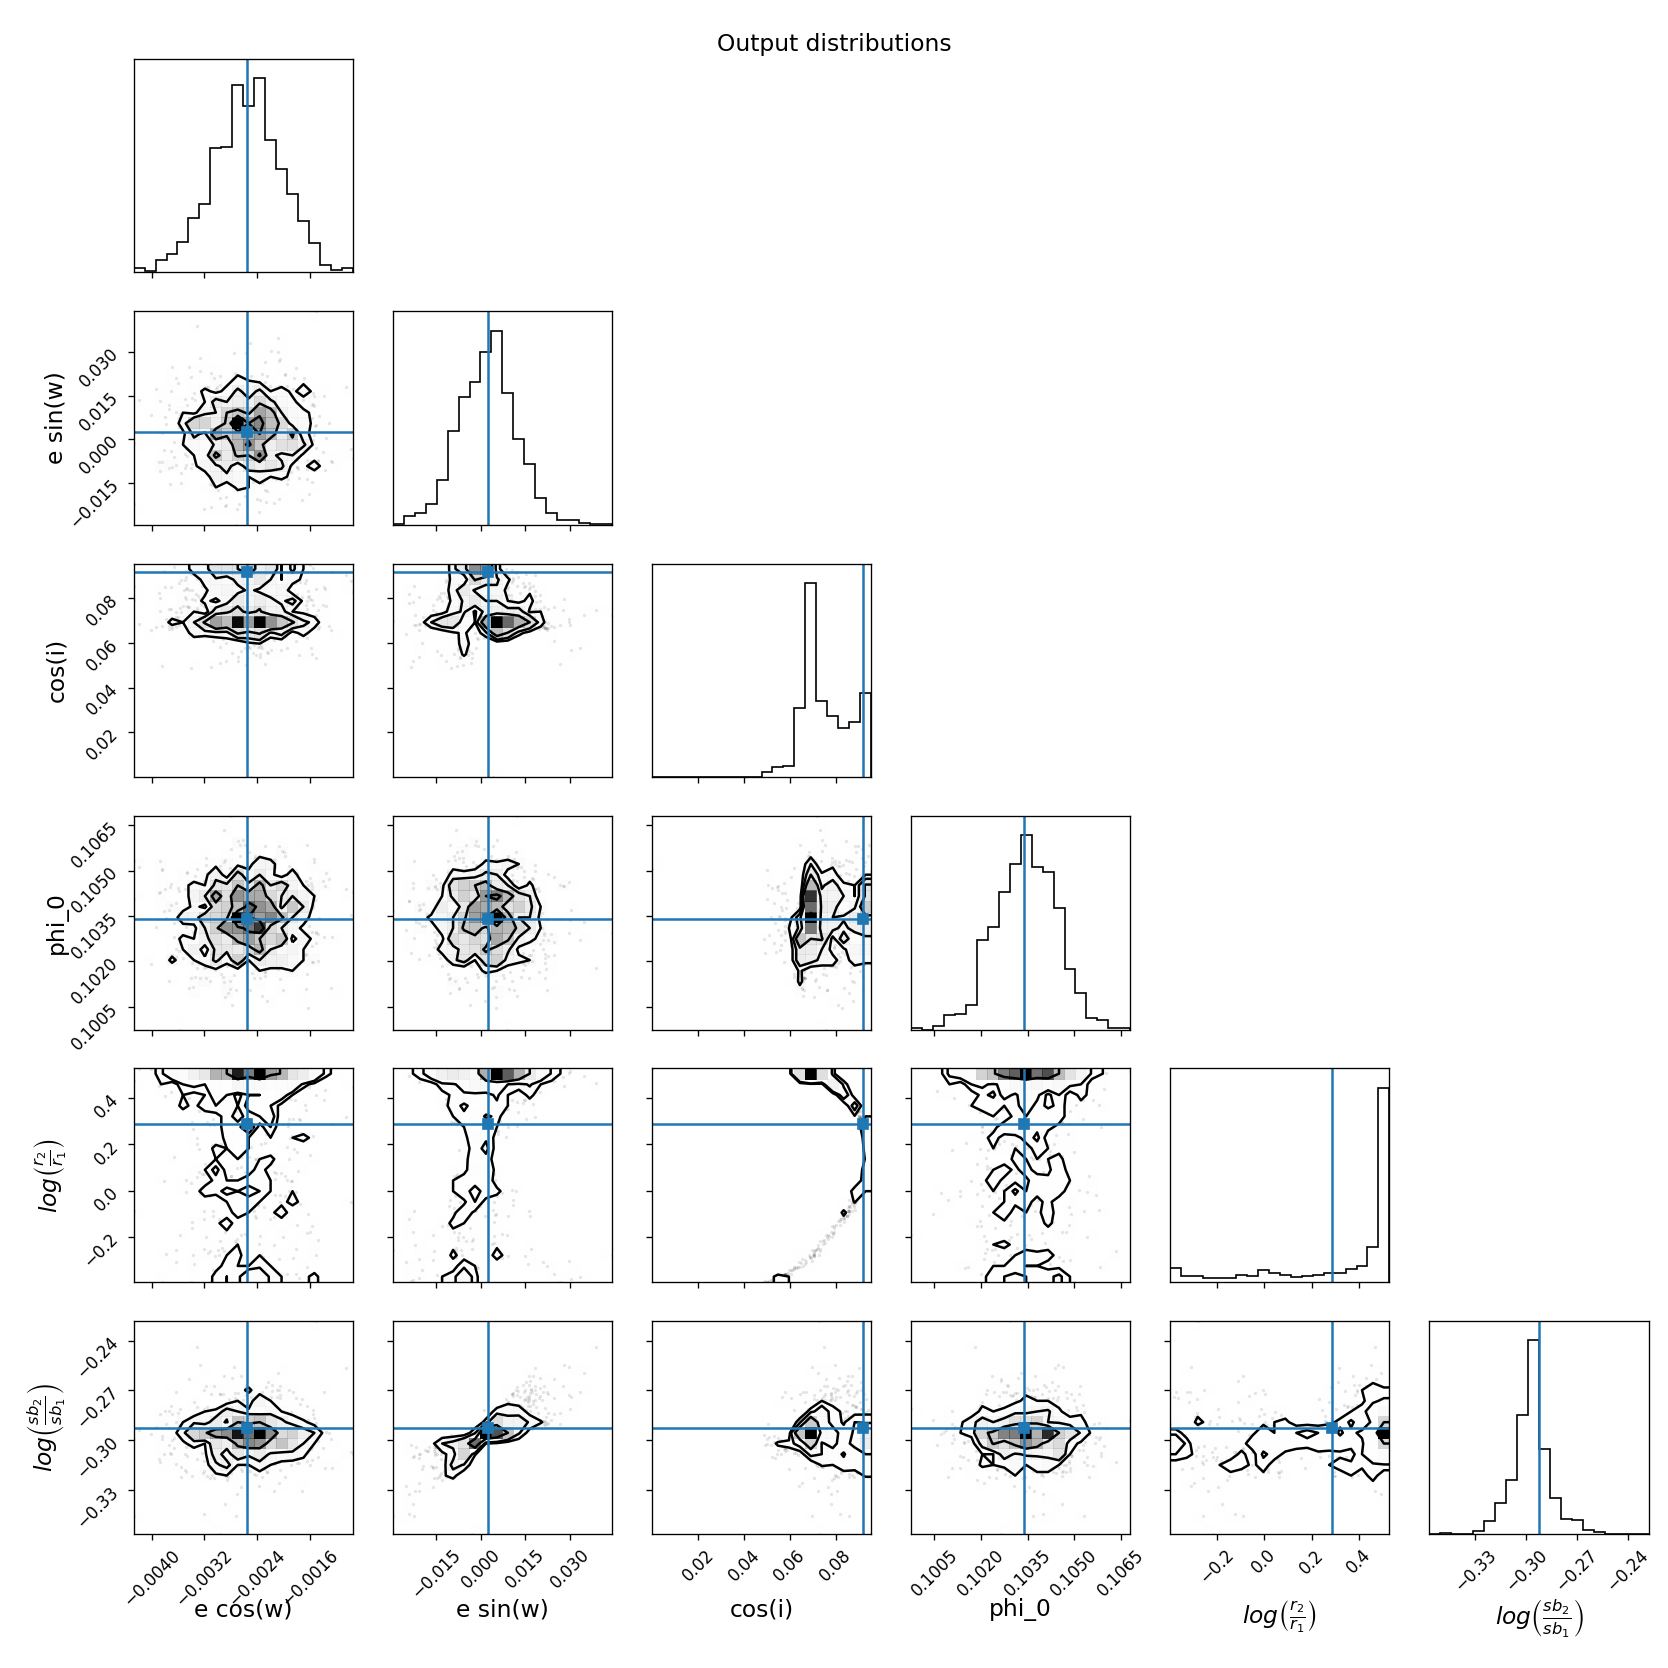 Output distributions
e sin(w)
0.030
0.015
0.000
−0.015
cos(i)
0.08
0.06
0.04
0.02
phi_0
0.1065
0.1050
0.1035
0.1020
0.1005
log(r₂/r₁)
0.4
0.2
0.0
−0.2
log(sb₂/sb₁)
−0.24
−0.27
−0.30
−0.33
−0.0040 −0.0032 −0.0024 −0.0016 −0.015 0.000 0.015 0.030 0.02 0.04 0.06 0.08 0.1005 0.1020 0.1035 0.1050 0.1065 −0.2 0.0 0.2 0.4 −0.33 −0.30 −0.27 −0.24
e cos(w) e sin(w) cos(i) phi_0 log(r₂/r₁) log(sb₂/sb₁)